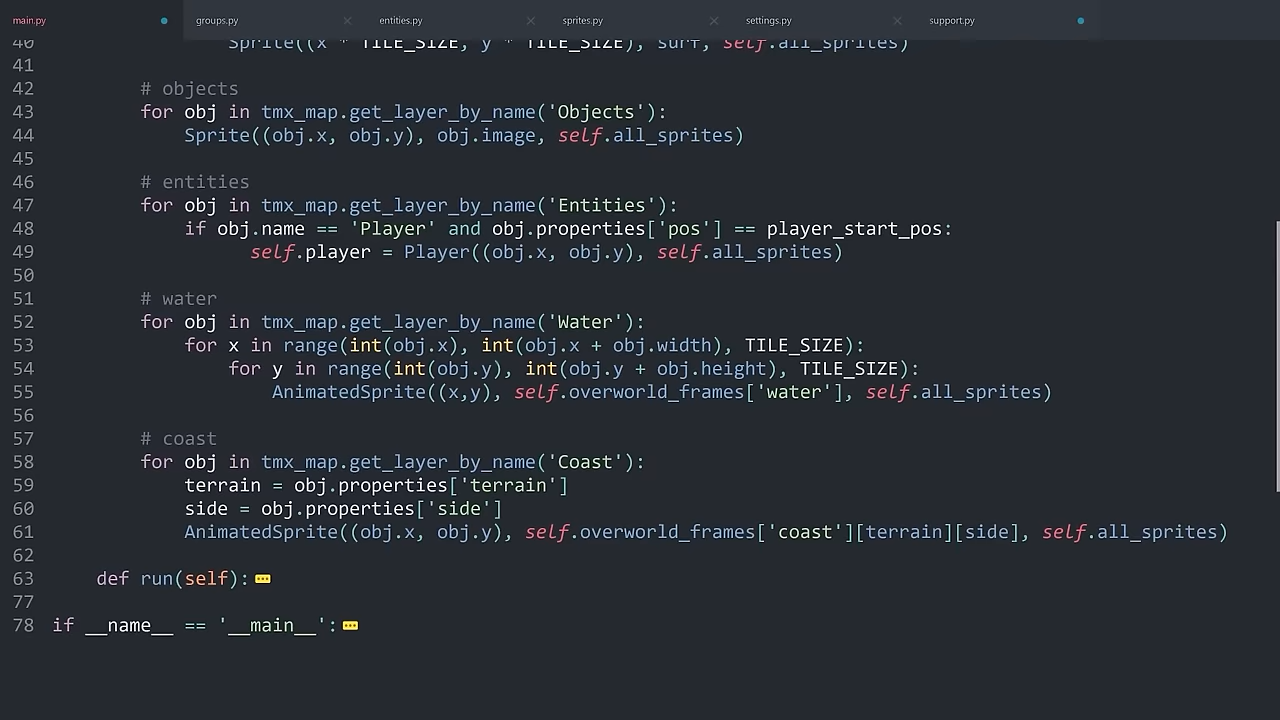 main.py groups.py entities.py sprites.py settings.py support.py
40 Sprite((x * TILE_SIZE, y * TILE_SIZE), surf, self.all_sprites)
41
42 # objects
43 for obj in tmx_map.get_layer_by_name('Objects'):
44 Sprite((obj.x, obj.y), obj.image, self.all_sprites)
45
46 # entities
47 for obj in tmx_map.get_layer_by_name('Entities'):
48 if obj.name == 'Player' and obj.properties['pos'] == player_start_pos:
49 self.player = Player((obj.x, obj.y), self.all_sprites)
50
51 # water
52 for obj in tmx_map.get_layer_by_name('Water'):
53 for x in range(int(obj.x), int(obj.x + obj.width), TILE_SIZE):
54 for y in range(int(obj.y), int(obj.y + obj.height), TILE_SIZE):
55 AnimatedSprite((x,y), self.overworld_frames['water'], self.all_sprites)
56
57 # coast
58 for obj in tmx_map.get_layer_by_name('Coast'):
59 terrain = obj.properties['terrain']
60 side = obj.properties['side']
61 AnimatedSprite((obj.x, obj.y), self.overworld_frames['coast'][terrain][side], self.all_sprites)
62
63 def run(self):
77
78 if __name__ == '__main__':